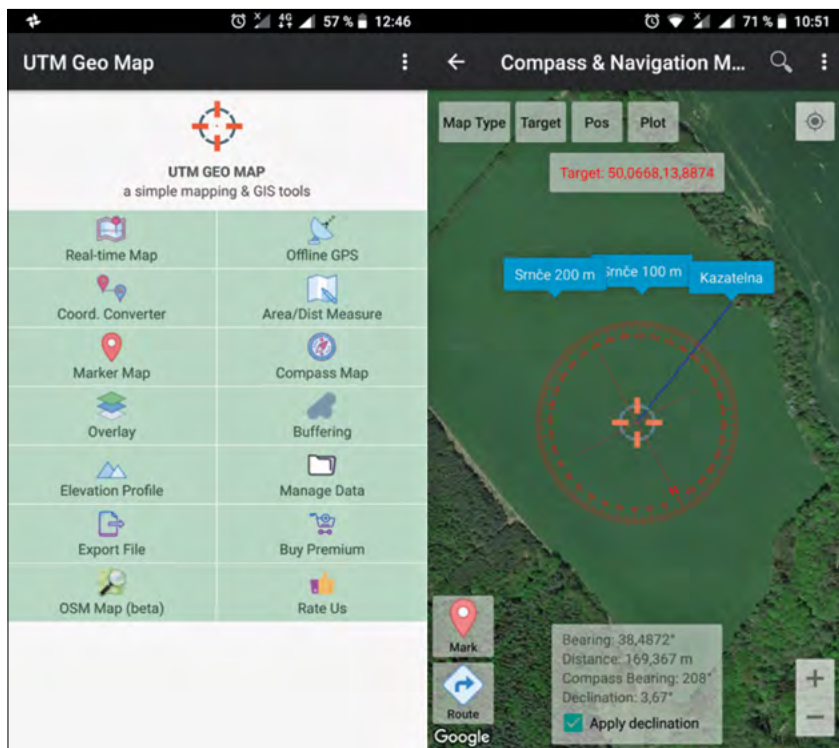 57 % 12:46
UTM Geo Map
UTM GEO MAP
a simple mapping & GIS tools
Real-time Map
Offline GPS
Coord. Converter
Area/Dist Measure
Marker Map
Compass Map
Overlay
Buffering
Elevation Profile
Manage Data
Export File
Buy Premium
OSM Map (beta)
Rate Us
71 % 10:51
Compass & Navigation M...
Map Type
Target
Pos
Plot
Target: 50,0668,13,8874
Srnče 200 m
Srnče 100 m
Kazatelna
Mark
Route
Google
Bearing: 38,4872°
Distance: 169,367 m
Compass Bearing: 208°
Declination: 3,67°
Apply declination